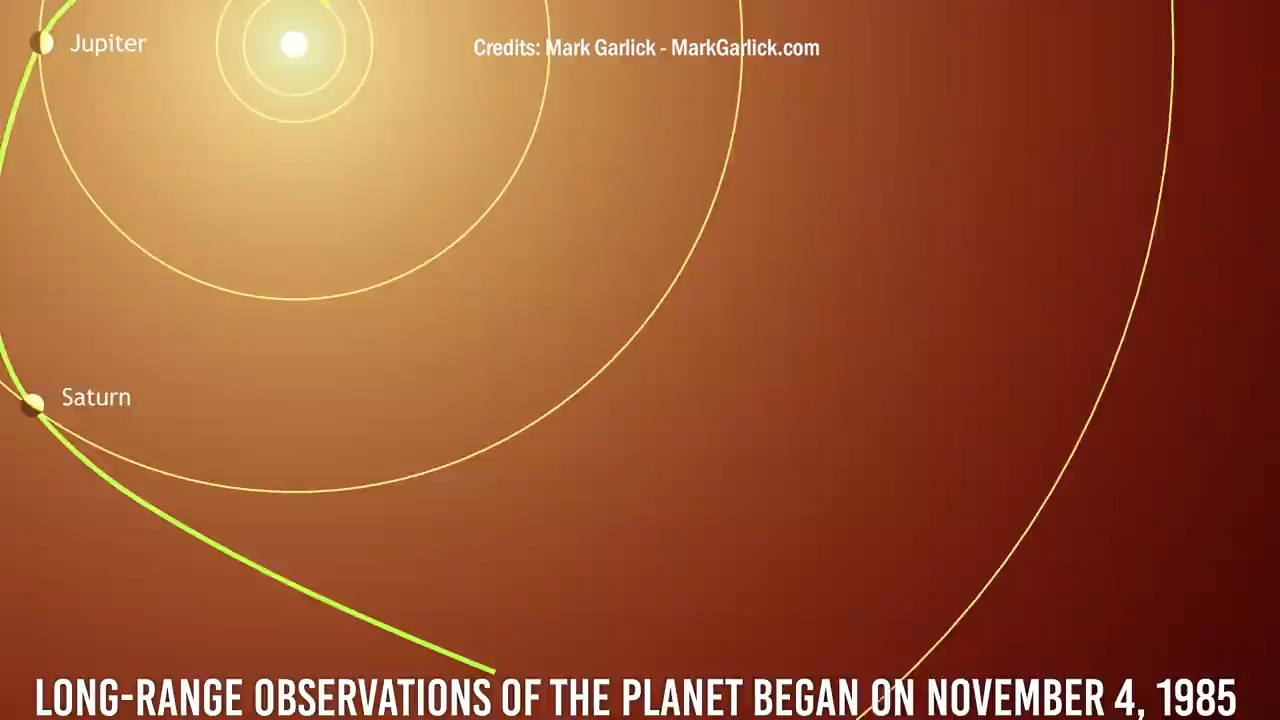 Jupiter
Credits: Mark Garlick - MarkGarlick.com
Saturn
LONG-RANGE OBSERVATIONS OF THE PLANET BEGAN ON NOVEMBER 4, 1985